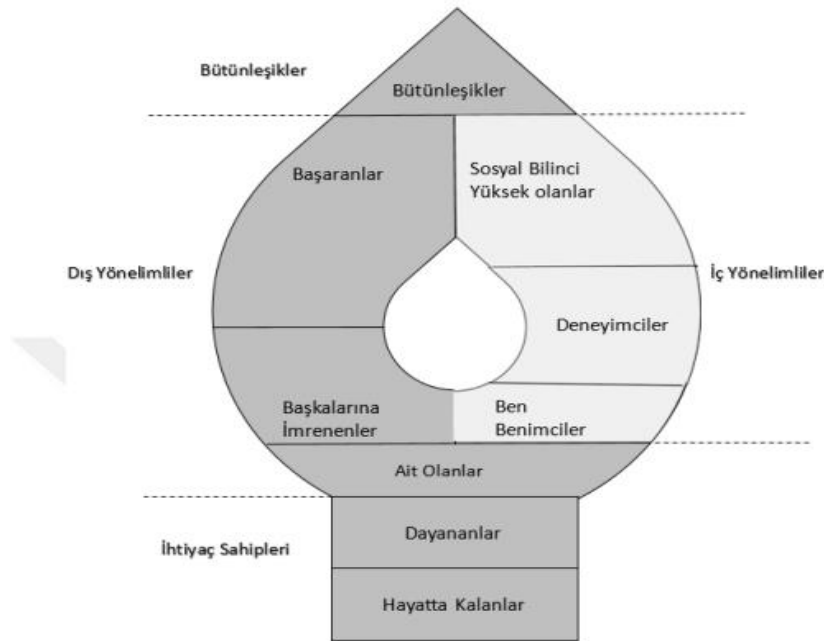 Bütünleşikler
Bütünleşikler
Başaranlar
Sosyal Bilinci
Yüksek olanlar
Dış Yönelimliler
İç Yönelimliler
Deneyimciler
Başkalarına
İmrenenler
Ben
Benimciler
Ait Olanlar
İhtiyaç Sahipleri
Dayananlar
Hayatta Kalanlar